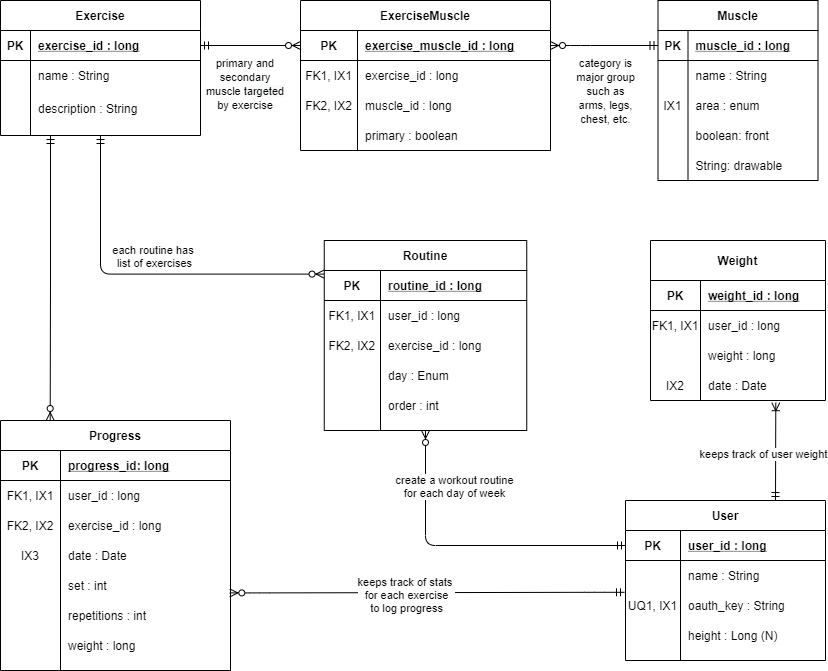 Exercise
PK exercise_id : long
name : String
description : String
primary and
secondary
muscle targeted
by exercise
ExerciseMuscle
PK exercise_muscle_id : long
FK1, IX1 exercise_id : long
FK2, IX2 muscle_id : long
primary : boolean
category is
major group
such as
arms, legs,
chest, etc.
Muscle
PK muscle_id : long
name : String
IX1 area : enum
boolean: front
String: drawable
each routine has
list of exercises
Routine
PK routine_id : long
FK1, IX1 user_id : long
FK2, IX2 exercise_id : long
day : Enum
order : int
Weight
PK weight_id : long
FK1, IX1 user_id : long
weight : long
IX2 date : Date
keeps track of user weight
create a workout routine
for each day of week
Progress
PK progress_id: long
FK1, IX1 user_id : long
FK2, IX2 exercise_id : long
IX3 date : Date
set : int
repetitions : int
weight : long
keeps track of stats
for each exercise
to log progress
User
PK user_id : long
name : String
UQ1, IX1 oauth_key : String
height : Long (N)